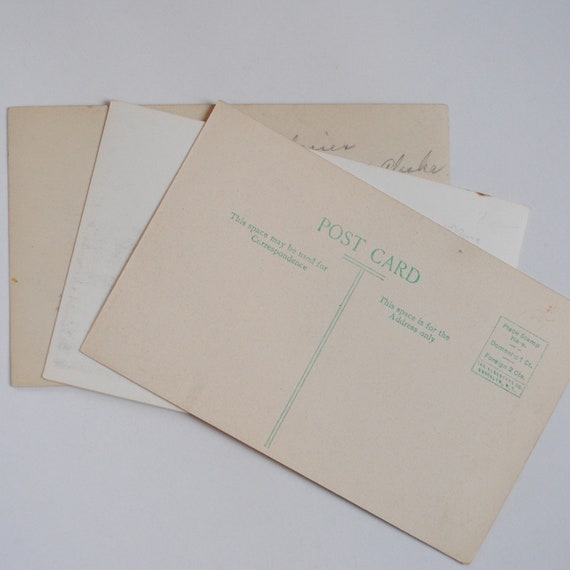 POST CARD
This space may be used for
Correspondence
This space is for the
Address only
Place Stamp
Here
Domestic 1 Ct.
Foreign 2 Cts.